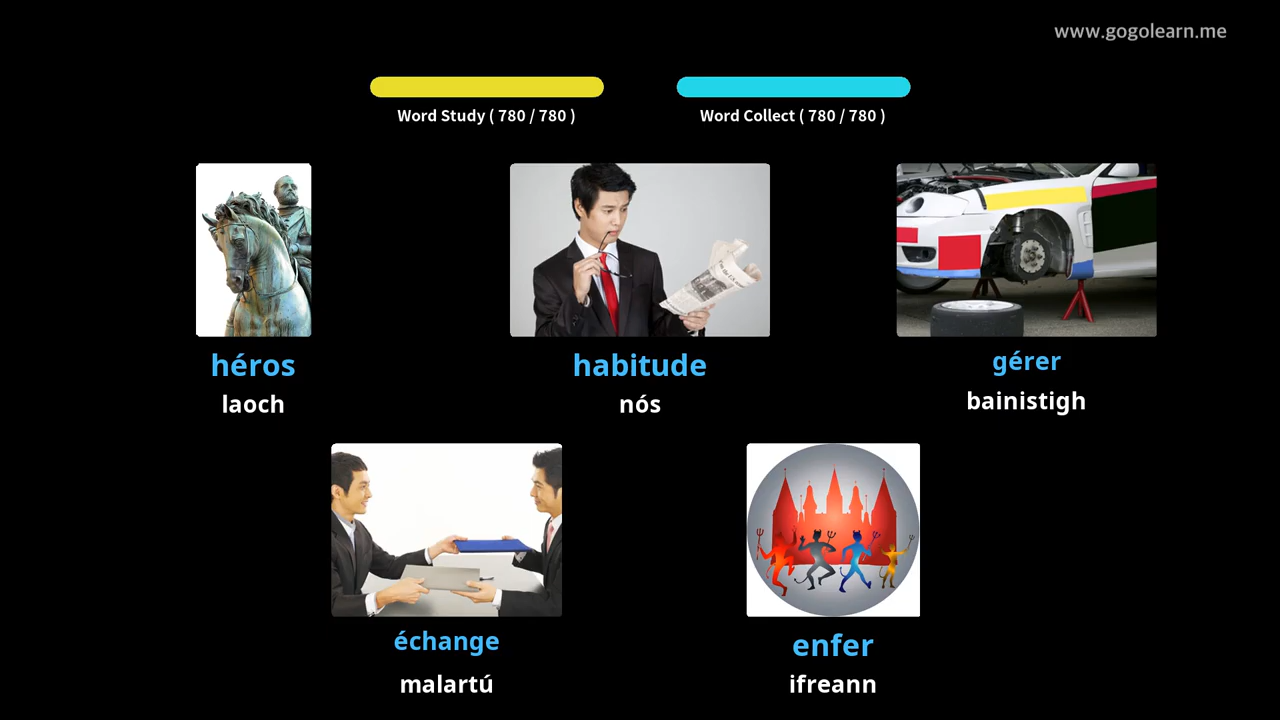 www.gogolearn.me
Word Study ( 780 / 780 )
Word Collect ( 780 / 780 )
héros
laoch
habitude
nós
gérer
bainistigh
échange
malartú
enfer
ifreann